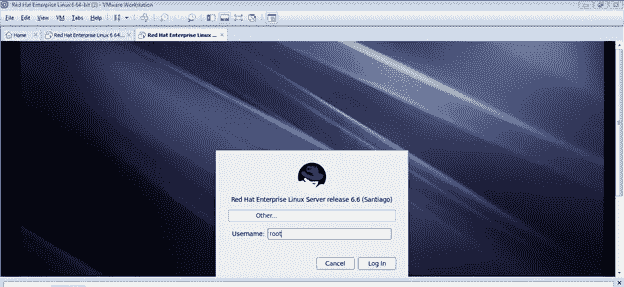 Red Hat Enterprise Linux 6 64-bit (2) - VMware Workstation
File Edit View VM Tabs Help
Home Red Hat Enterprise Linux 6 64... Red Hat Enterprise Linux ...
Red Hat Enterprise Linux Server release 6.6 (Santiago)
Other...
Username: root
Cancel Log In